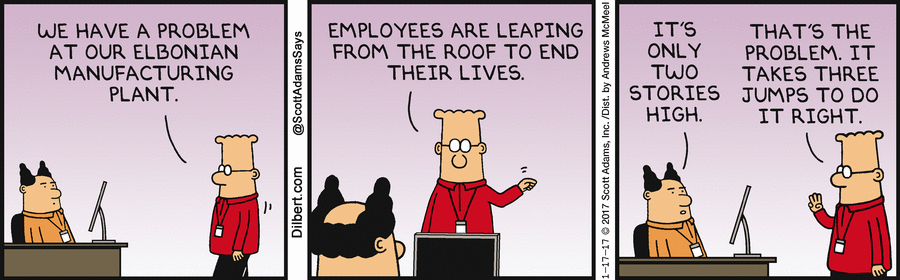 WE HAVE A PROBLEM
AT OUR ELBONIAN
MANUFACTURING
PLANT.
Dilbert.com @ScottAdamsSays
EMPLOYEES ARE LEAPING
FROM THE ROOF TO END
THEIR LIVES.
1-17-17 © 2017 Scott Adams, Inc. /Dist. by Andrews McMeel
IT'S
ONLY
TWO
STORIES
HIGH.
THAT'S THE
PROBLEM. IT
TAKES THREE
JUMPS TO DO
IT RIGHT.